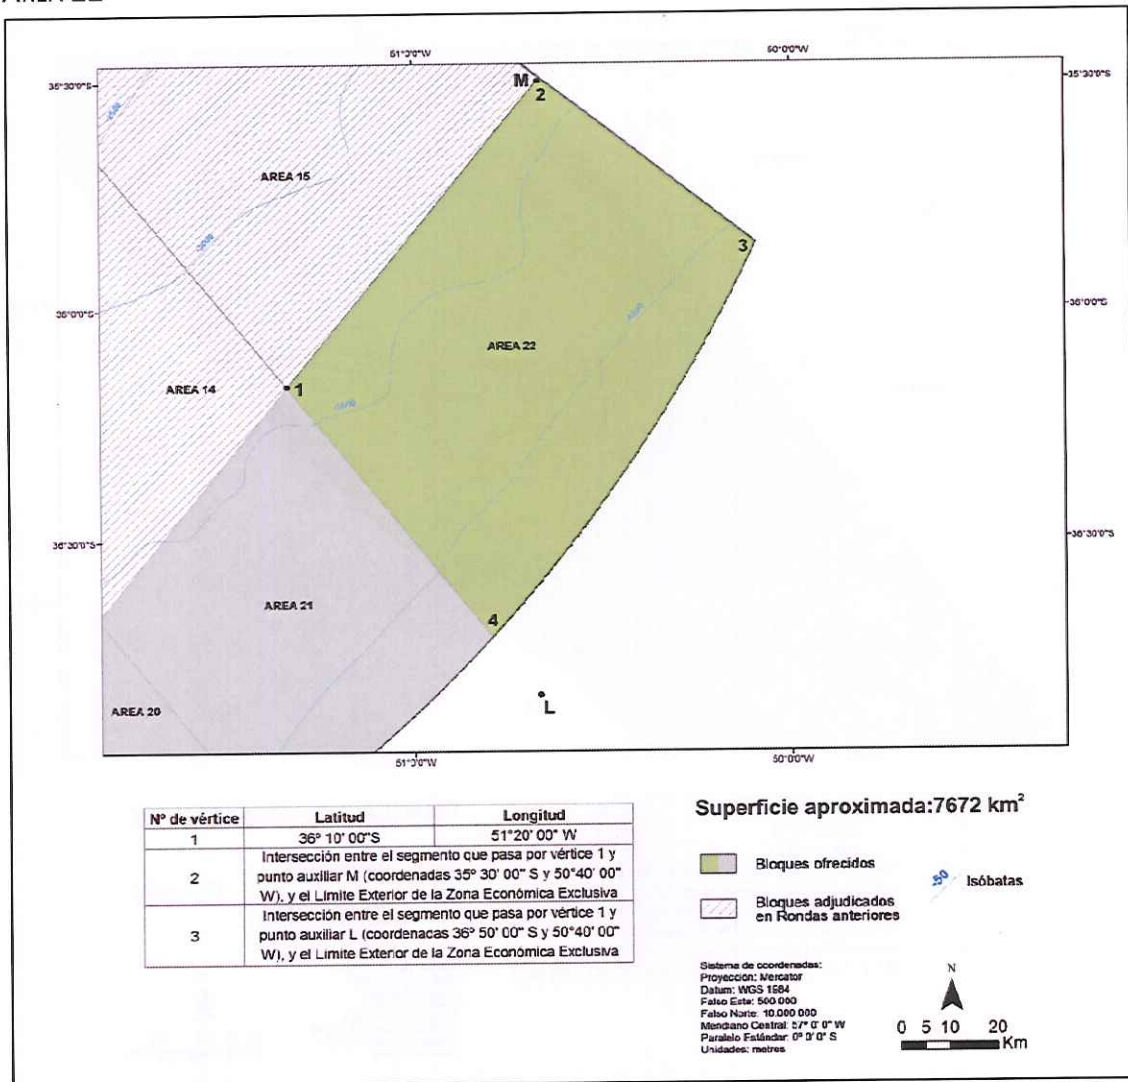 51°0'0"W
50°0'0"W
35°30'0"S
35°30'0"S
M
2
AREA 15
-3000
3
36°0'0"S
36°0'0"S
AREA 22
AREA 14
1
36°30'0"S
36°30'0"S
AREA 21
4
L
AREA 20
51°0'0"W
50°0'0"W
Nº de vértice Latitud Longitud
1 36º 10' 00"S 51°20' 00" W
2 Intersección entre el segmento que pasa por vértice 1 y
punto auxiliar M (coordenadas 35º 30' 00" S y 50°40' 00"
W), y el Límite Exterior de la Zona Económica Exclusiva
3 Intersección entre el segmento que pasa por vértice 1 y
punto auxiliar L (coordenadas 36º 50' 00" S y 50°40' 00"
W), y el Límite Exterior de la Zona Económica Exclusiva
Superficie aproximada:7672 km²
Bloques ofrecidos
-50 Isóbatas
Bloques adjudicados
en Rondas anteriores
Sistema de coordenadas:
Proyección: Mercator
Datum: WGS 1984
Falso Este: 500 000
Falso Norte: 10.000 000
Meridiano Central: 57° 0' 0" W
Paralelo Estándar: 0° 0' 0" S
Unidades: metros
N
0 5 10 20
Km